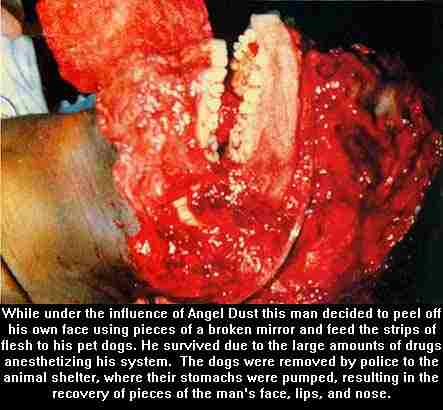 While under the influence of Angel Dust this man decided to peel off
his own face using pieces of a broken mirror and feed the strips of
flesh to his pet dogs. He survived due to the large amounts of drugs
anesthetizing his system.  The dogs were removed by police to the
animal shelter, where their stomachs were pumped, resulting in the
recovery of pieces of the man's face, lips, and nose.